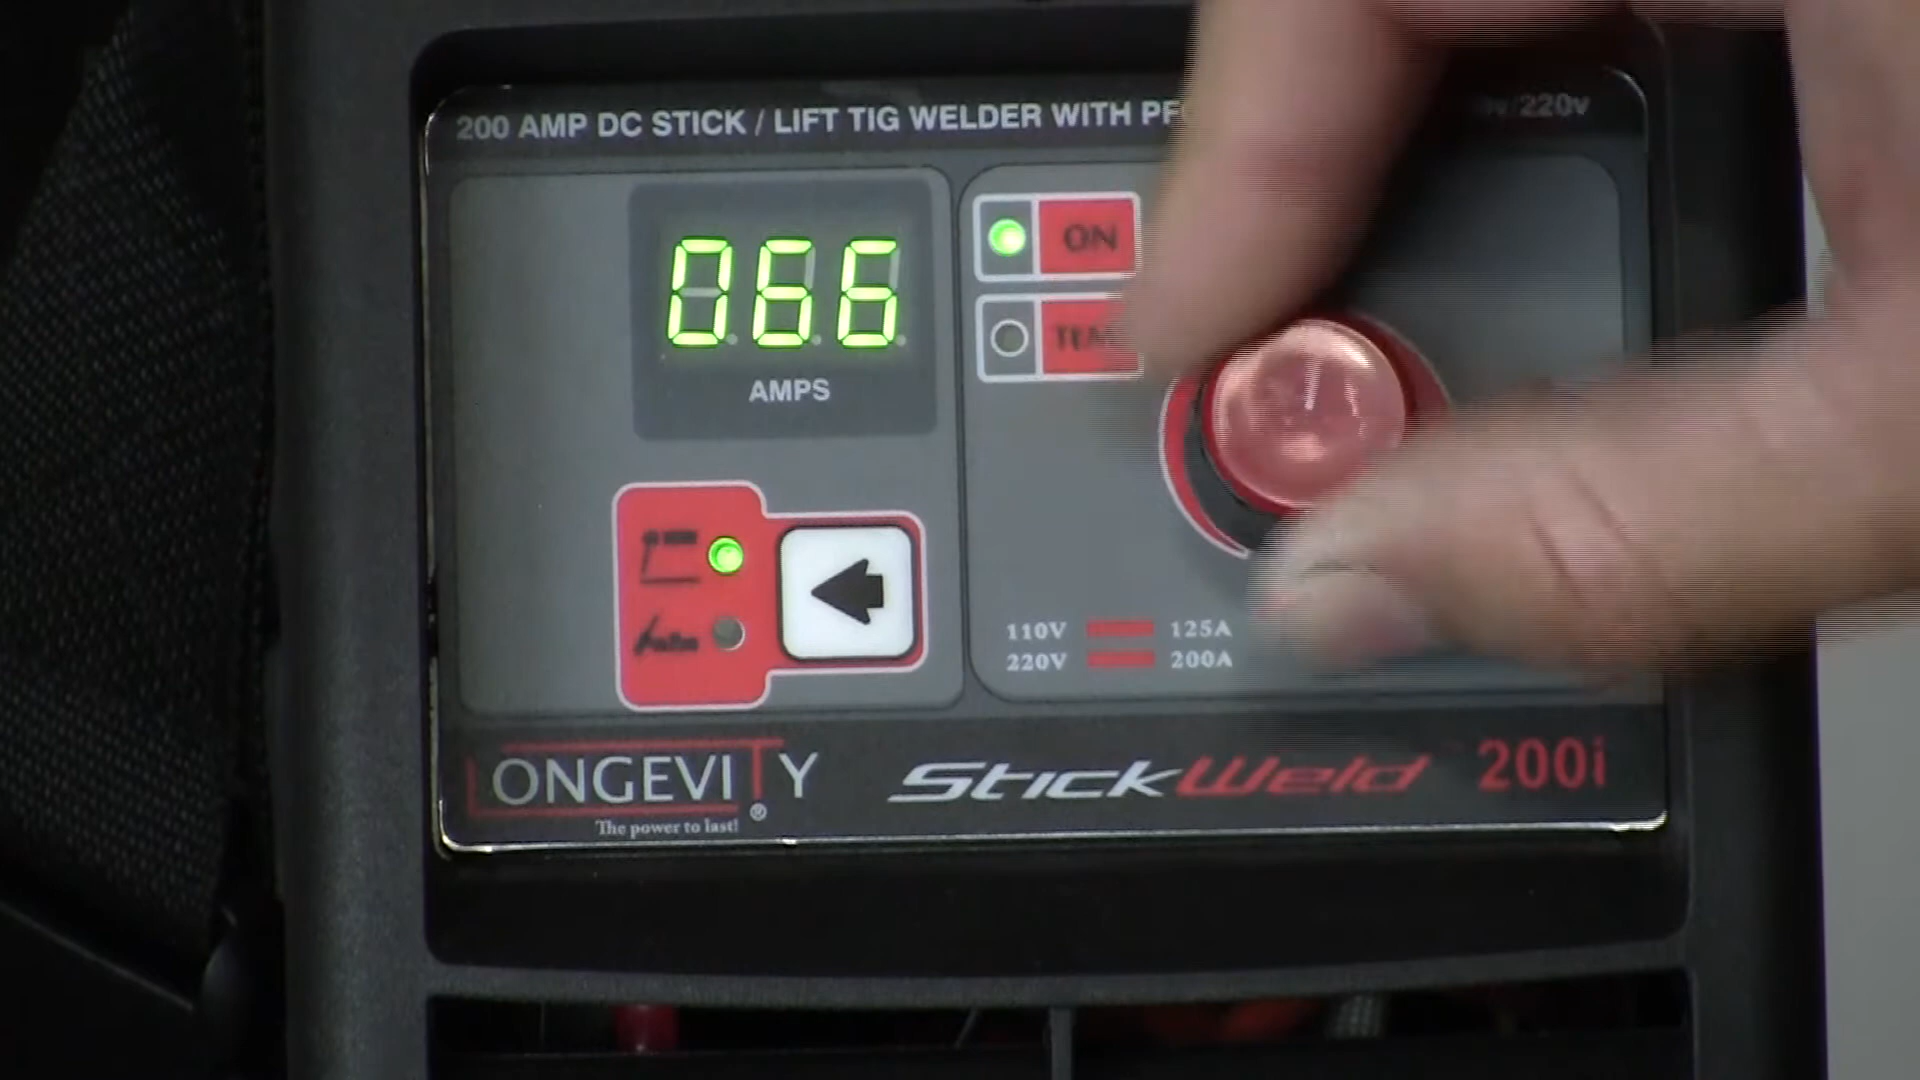 200 AMP DC STICK / LIFT TIG WELDER WITH PF
/220V
066
AMPS
ON
TEM
110V 125A
220V 200A
LONGEVITY®
The power to last!
StickWeld 200i